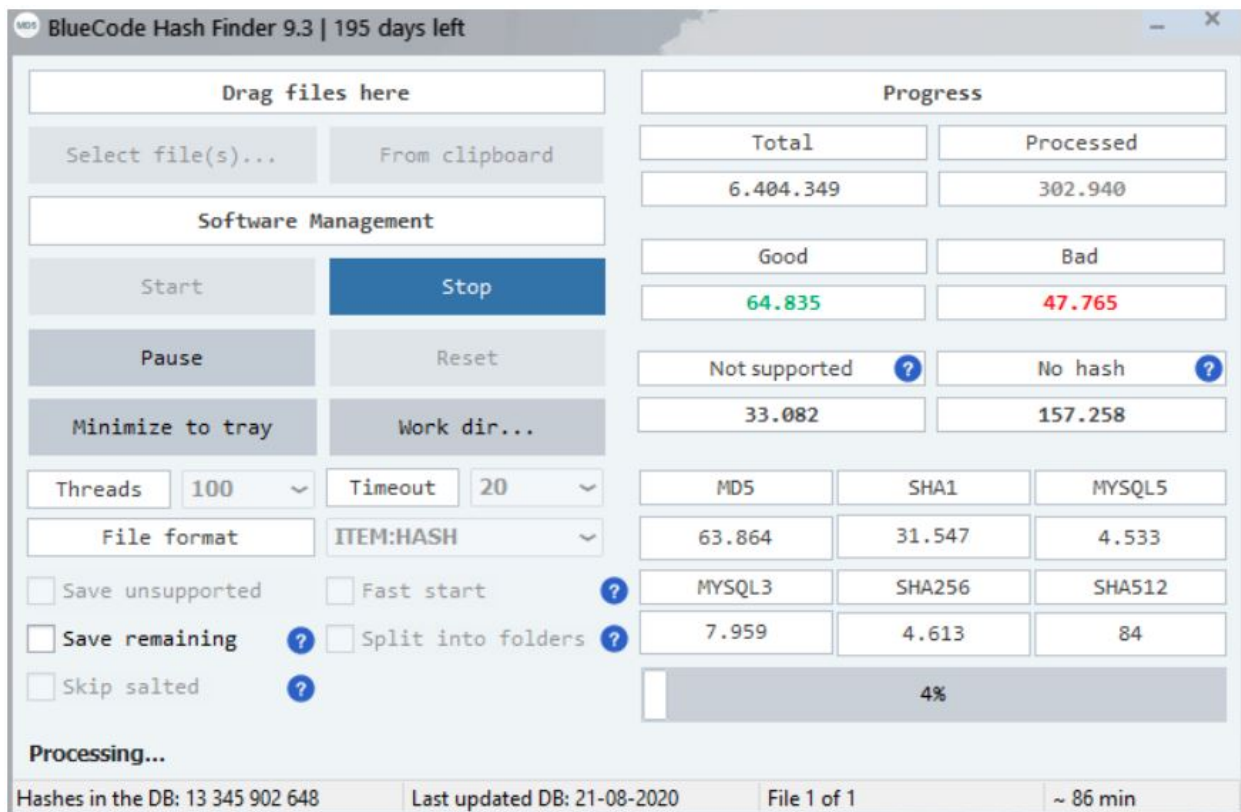 MD5 BlueCode Hash Finder 9.3 | 195 days left
Drag files here
Select file(s)... From clipboard
Software Management
Start Stop
Pause Reset
Minimize to tray Work dir...
Threads 100 Timeout 20
File format ITEM:HASH
Save unsupported Fast start ?
Save remaining ? Split into folders ?
Skip salted ?
Progress
Total Processed
6.404.349 302.940
Good Bad
64.835 47.765
Not supported ? No hash ?
33.082 157.258
MD5 SHA1 MYSQL5
63.864 31.547 4.533
MYSQL3 SHA256 SHA512
7.959 4.613 84
4%
Processing...
Hashes in the DB: 13 345 902 648 Last updated DB: 21-08-2020 File 1 of 1 ~ 86 min